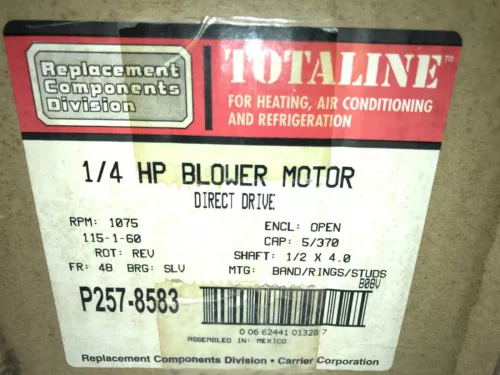 Replacement
Components
Division
TOTALINE™
FOR HEATING, AIR CONDITIONING
AND REFRIGERATION
1/4 HP BLOWER MOTOR
DIRECT DRIVE
RPM: 1075
ENCL: OPEN
115-1-60
CAP: 5/370
ROT: REV
SHAFT: 1/2 X 4.0
FR: 48 BRG: SLV
MTG: BAND/RINGS/STUDS
B08V
P257-8583
0 06 62441 01328 7
ASSEMBLED IN: MEXICO
Replacement Components Division • Carrier Corporation